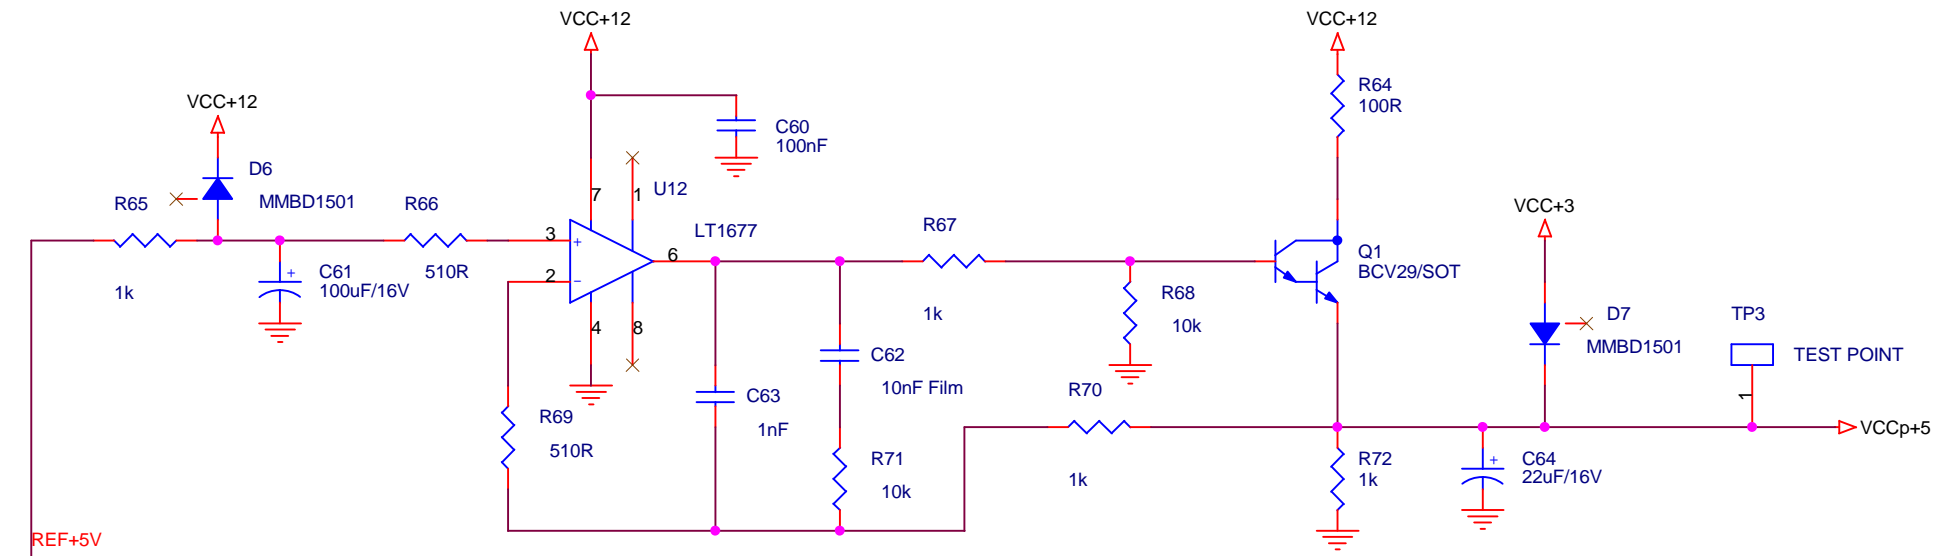 VCC+12
VCC+12
R64
100R
VCC+12
C60
100nF
D6
MMBD1501
7
1
U12
R65
1k
R66
510R
3
+
2
−
LT1677
6
4
8
C61
+
100uF/16V
R67
1k
Q1
BCV29/SOT
VCC+3
R68
10k
D7
MMBD1501
TP3
TEST POINT
1
C62
10nF Film
C63
1nF
R69
510R
R70
1k
VCCp+5
R71
10k
R72
1k
+
C64
22uF/16V
REF+5V